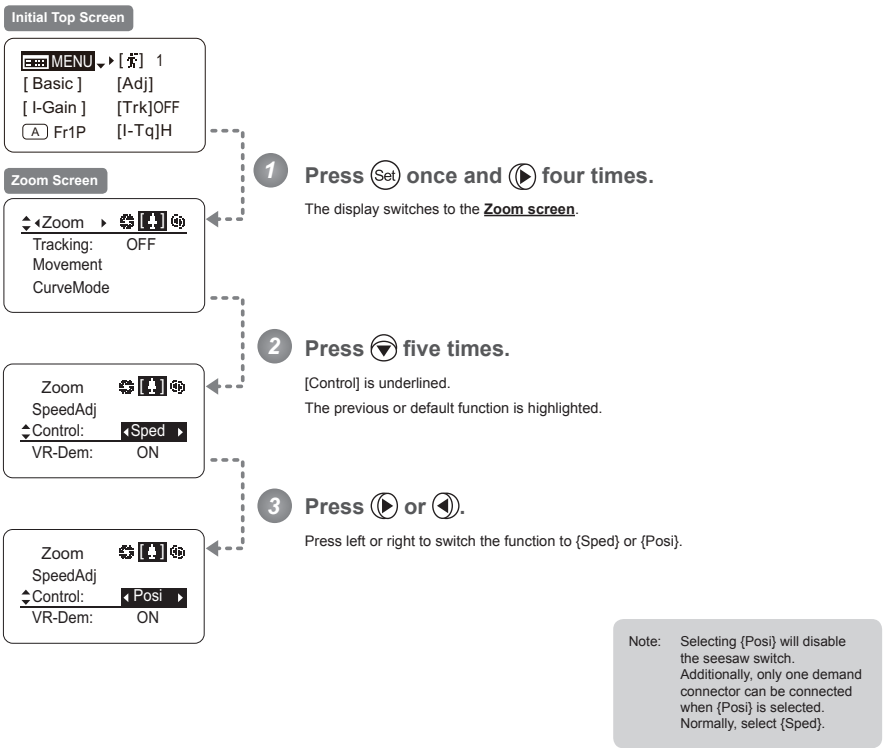 Initial Top Screen
MENU [ ] 1
[ Basic ] [Adj]
[ I-Gain ] [Trk]OFF
A Fr1P [I-Tq]H
1 Press Set once and four times.
The display switches to the Zoom screen.
Zoom Screen
Zoom
Tracking: OFF
Movement
CurveMode
2 Press five times.
[Control] is underlined.
The previous or default function is highlighted.
Zoom
SpeedAdj
Control: Sped
VR-Dem: ON
3 Press or .
Press left or right to switch the function to {Sped} or {Posi}.
Zoom
SpeedAdj
Control: Posi
VR-Dem: ON
Note: Selecting {Posi} will disable
the seesaw switch.
Additionally, only one demand
connector can be connected
when {Posi} is selected.
Normally, select {Sped}.